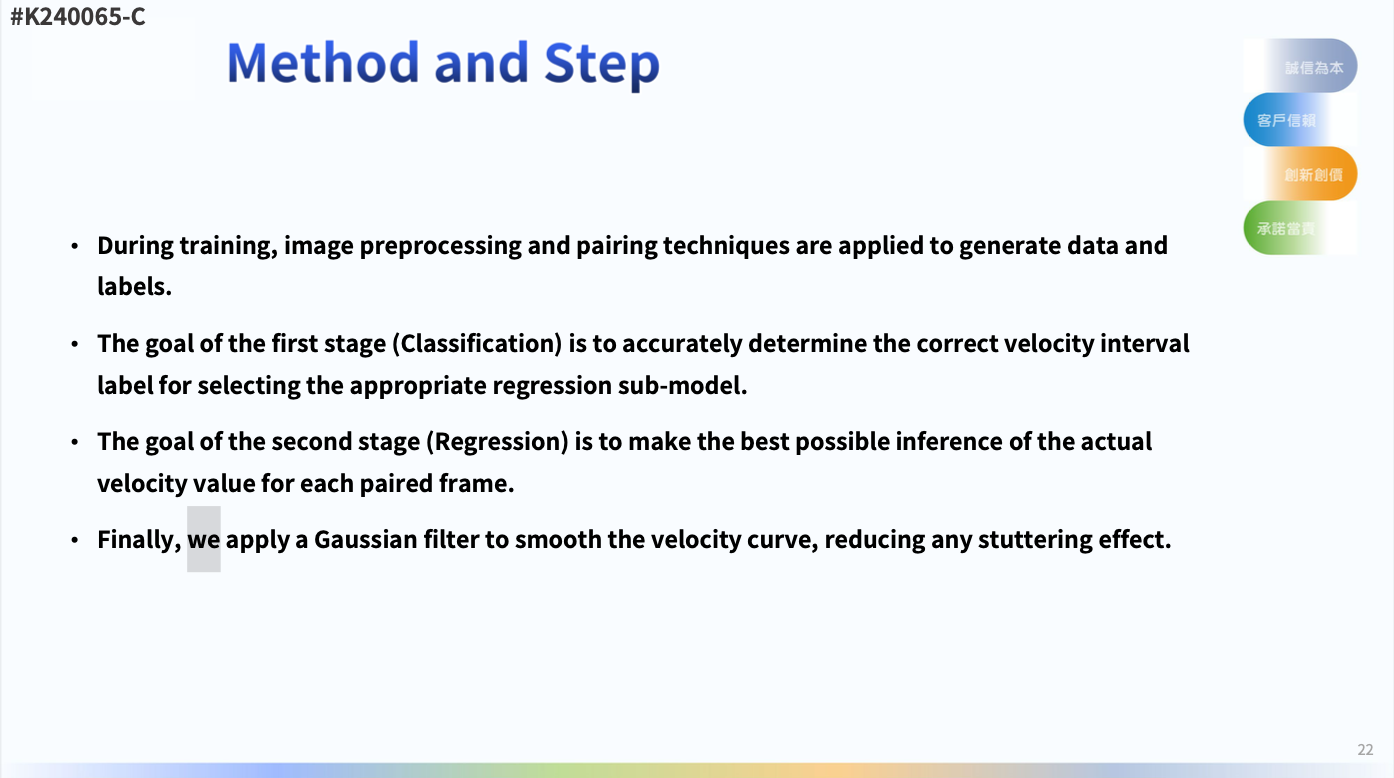 #K240065-C
Method and Step
誠信為本
客戶信賴
創新創價
承諾當責
• During training, image preprocessing and pairing techniques are applied to generate data and
labels.
• The goal of the first stage (Classification) is to accurately determine the correct velocity interval
label for selecting the appropriate regression sub-model.
• The goal of the second stage (Regression) is to make the best possible inference of the actual
velocity value for each paired frame.
• Finally, we apply a Gaussian filter to smooth the velocity curve, reducing any stuttering effect.
22